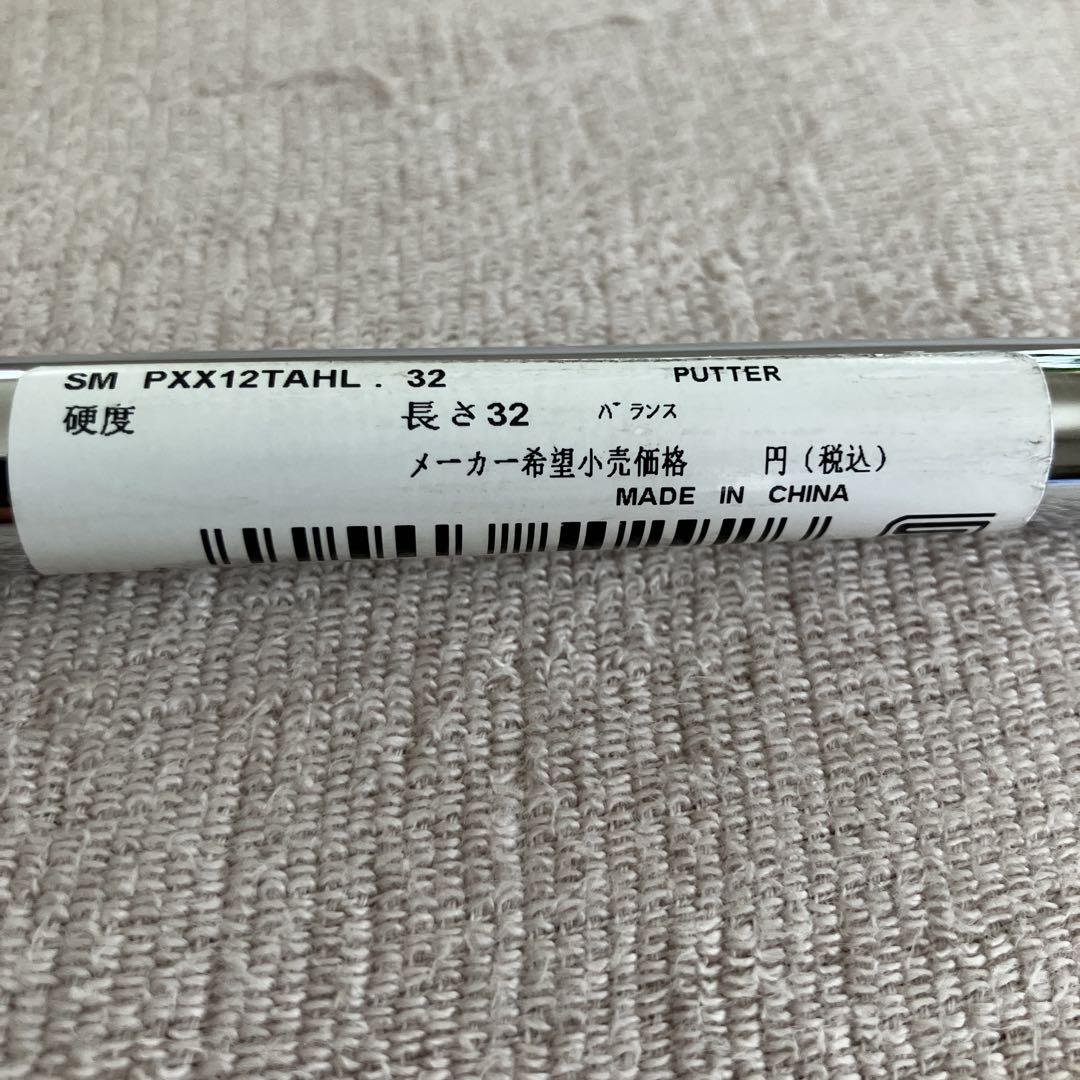 SM PXX12TAHL . 32 PUTTER
硬度 長さ32 バランス
メーカー希望小売価格 円(税込)
MADE IN CHINA